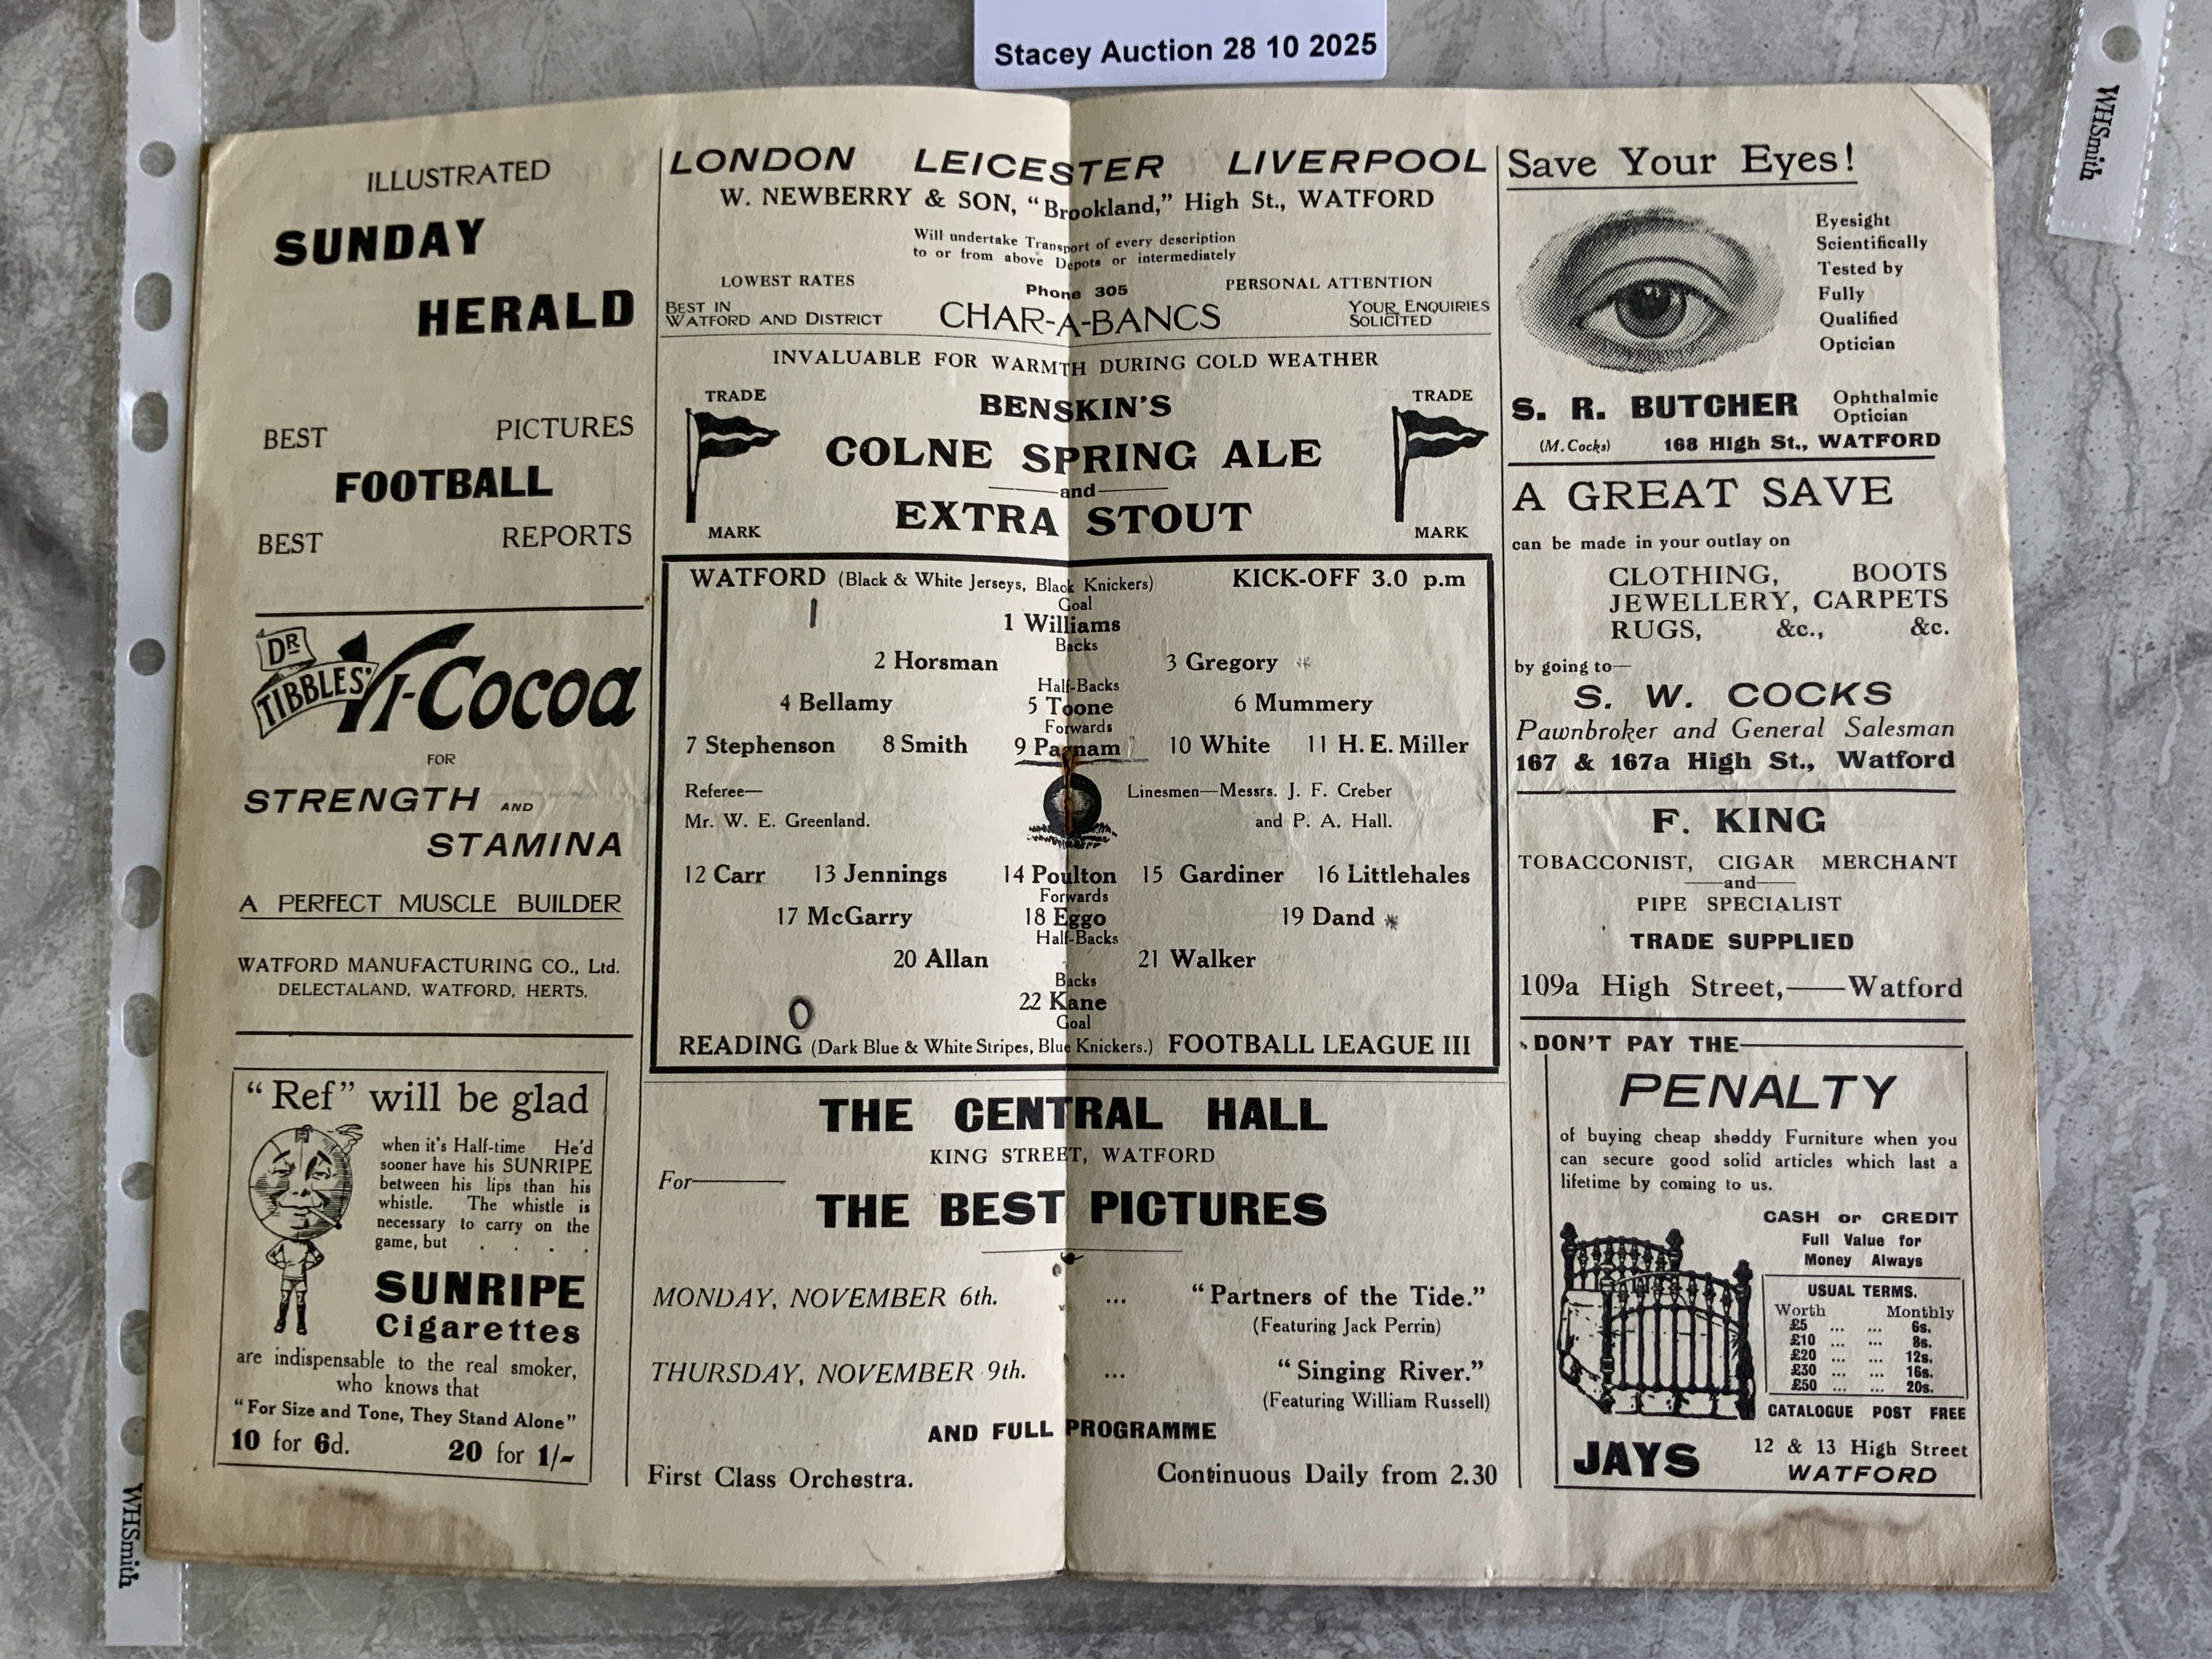 Stacey Auction 28 10 2025
WHSmith
ILLUSTRATED
SUNDAY
HERALD
BEST PICTURES
FOOTBALL
BEST REPORTS
DR TIBBLES' Vi-Cocoa
FOR
STRENGTH AND
STAMINA
A PERFECT MUSCLE BUILDER
WATFORD MANUFACTURING CO., Ltd.
DELECTALAND, WATFORD, HERTS.
"Ref" will be glad
when it's Half-time He'd
sooner have his SUNRIPE
between his lips than his
whistle. The whistle is
necessary to carry on the
game, but . . . .
SUNRIPE
Cigarettes
are indispensable to the real smoker,
who knows that
"For Size and Tone, They Stand Alone"
10 for 6d. 20 for 1/-
WHSmith
LONDON LEICESTER LIVERPOOL
W. NEWBERRY & SON, "Brookland," High St., WATFORD
Will undertake Transport of every description
to or from above Depots or intermediately
LOWEST RATES Phone 305 PERSONAL ATTENTION
BEST IN
WATFORD AND DISTRICT
CHAR-A-BANCS
YOUR ENQUIRIES
SOLICITED
INVALUABLE FOR WARMTH DURING COLD WEATHER
TRADE BENSKIN'S TRADE
COLNE SPRING ALE
and
EXTRA STOUT
MARK MARK
WATFORD (Black & White Jerseys, Black Knickers) KICK-OFF 3.0 p.m
Goal
1
1 Williams
Backs
2 Horsman 3 Gregory *
Half-Backs
4 Bellamy 5 Toone 6 Mummery
Forwards
7 Stephenson 8 Smith 9 Pagnam 10 White 11 H. E. Miller
Referee— Linesmen—Messrs. J. F. Creber
Mr. W. E. Greenland. and P. A. Hall.
12 Carr 13 Jennings 14 Poulton 15 Gardiner 16 Littlehales
Forwards
17 McGarry 18 Eggo 19 Dand *
Half-Backs
20 Allan 21 Walker
Backs
22 Kane
0
Goal
READING (Dark Blue & White Stripes, Blue Knickers.) FOOTBALL LEAGUE III
THE CENTRAL HALL
KING STREET, WATFORD
For——
THE BEST PICTURES
MONDAY, NOVEMBER 6th. ... "Partners of the Tide."
(Featuring Jack Perrin)
THURSDAY, NOVEMBER 9th. ... "Singing River."
(Featuring William Russell)
AND FULL PROGRAMME
First Class Orchestra. Continuous Daily from 2.30
Save Your Eyes!
Eyesight
Scientifically
Tested by
Fully
Qualified
Optician
S. R. BUTCHER Ophthalmic
Optician
(M. Cocks) 168 High St., WATFORD
A GREAT SAVE
can be made in your outlay on
CLOTHING, BOOTS
JEWELLERY, CARPETS
RUGS, &c., &c.
by going to—
S. W. COCKS
Pawnbroker and General Salesman
167 & 167a High St., Watford
F. KING
TOBACCONIST, CIGAR MERCHANT
—and—
PIPE SPECIALIST
TRADE SUPPLIED
109a High Street,——Watford
DON'T PAY THE——
PENALTY
of buying cheap shoddy Furniture when you
can secure good solid articles which last a
lifetime by coming to us.
CASH or CREDIT
Full Value for
Money Always
USUAL TERMS.
Worth Monthly
£5 ... ... 6s.
£10 ... ... 8s.
£20 ... ... 12s.
£30 ... ... 16s.
£50 ... ... 20s.
CATALOGUE POST FREE
JAYS 12 & 13 High Street
WATFORD